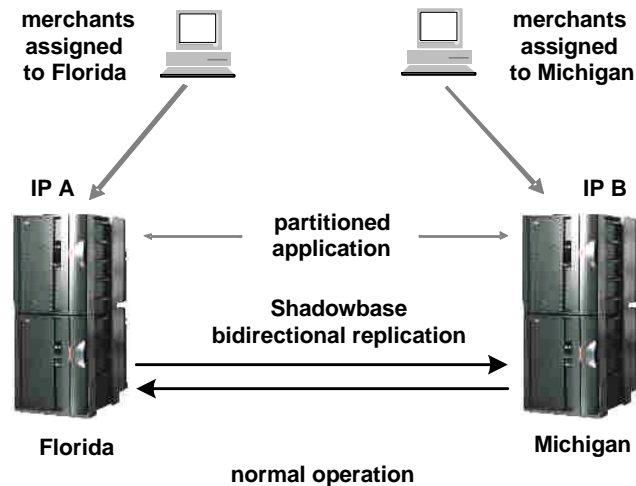 merchants
assigned
to Florida
merchants
assigned
to Michigan
IP A
IP B
partitioned
application
Shadowbase
bidirectional replication
Florida
Michigan
normal operation